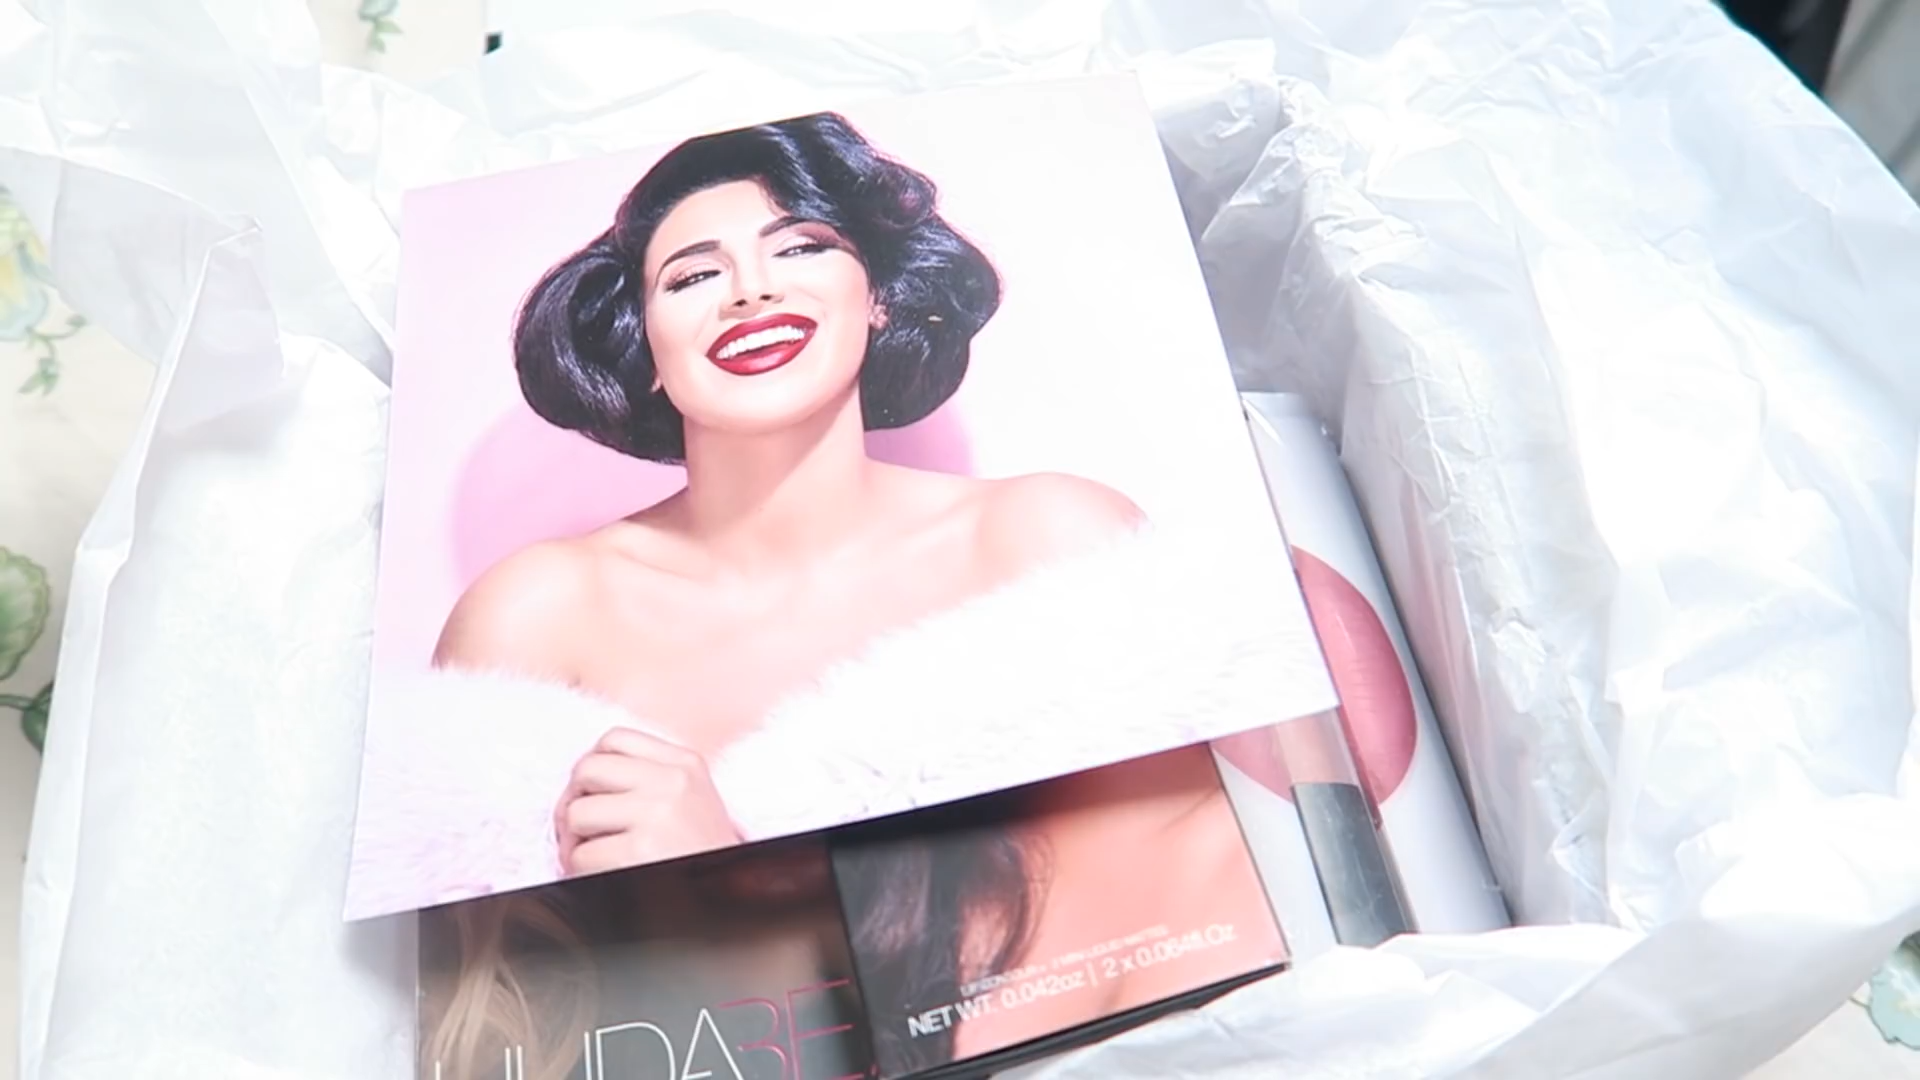 HUDABE
LIP CONTOUR + 2 MINI LIQUID MATTES
NET WT. 0.042oz | 2 x 0.064fl.Oz